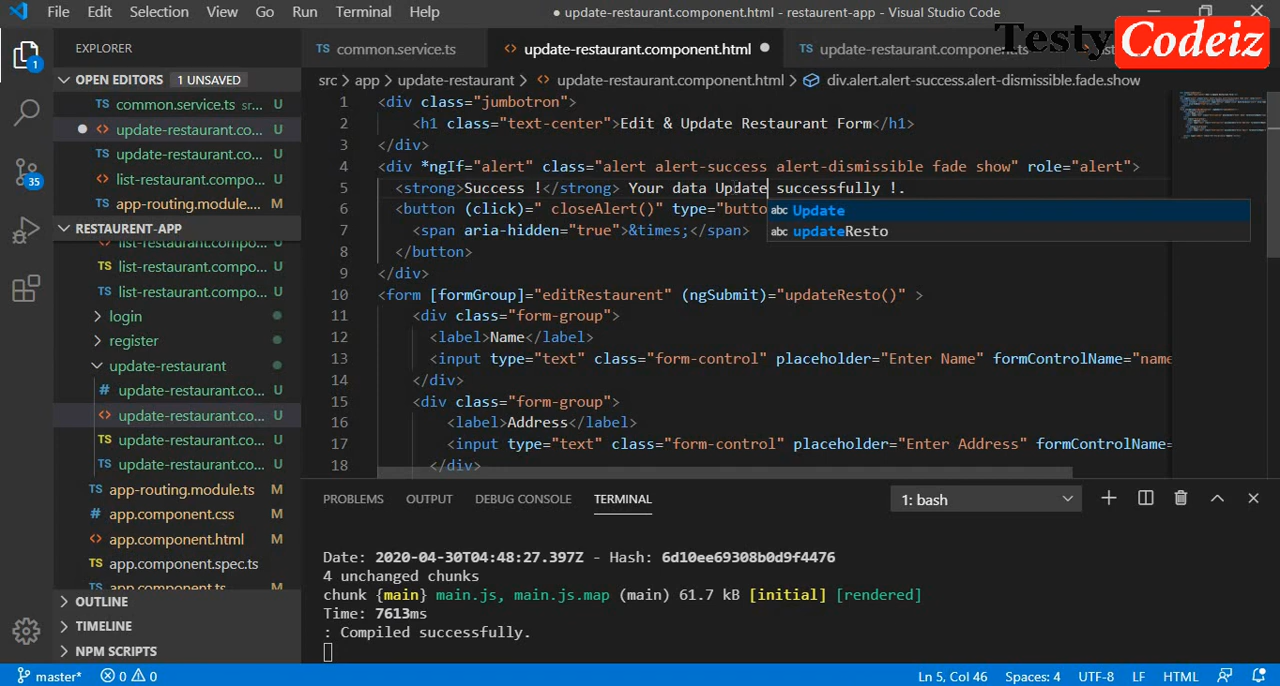 File Edit Selection View Go Run Terminal Help ● update-restaurant.component.html - restaurent-app - Visual Studio Code
Testy Codeiz
EXPLORER
OPEN EDITORS 1 UNSAVED
TS common.service.ts sr... U
● <> update-restaurant.co... U
TS update-restaurant.co... U
<> list-restaurant.compo... U
TS app-routing.module.... M
RESTAURENT-APP
<> list-restaurant.compo... U
TS list-restaurant.compo... U
TS list-restaurant.compo... U
login
register
update-restaurant
# update-restaurant.co... U
<> update-restaurant.co... U
TS update-restaurant.co... U
TS update-restaurant.co... U
TS app-routing.module.ts M
# app.component.css M
<> app.component.html M
TS app.component.spec.ts
TS app.component.ts M
OUTLINE
TIMELINE
NPM SCRIPTS
1
35
TS common.service.ts U <> update-restaurant.component.html ● TS update-restaurant.component.ts
src > app > update-restaurant > <> update-restaurant.component.html > div.alert.alert-success.alert-dismissible.fade.show
1 <div class="jumbotron">
2 <h1 class="text-center">Edit & Update Restaurant Form</h1>
3 </div>
4 <div *ngIf="alert" class="alert alert-success alert-dismissible fade show" role="alert">
5 <strong>Success !</strong> Your data Update successfully !.
6 <button (click)=" closeAlert()" type="butto
7 <span aria-hidden="true">&times;</span>
8 </button>
9 </div>
10 <form [formGroup]="editRestaurent" (ngSubmit)="updateResto()" >
11 <div class="form-group">
12 <label>Name</label>
13 <input type="text" class="form-control" placeholder="Enter Name" formControlName="name
14 </div>
15 <div class="form-group">
16 <label>Address</label>
17 <input type="text" class="form-control" placeholder="Enter Address" formControlName=
18 </div>
abc Update
abc updateResto
PROBLEMS OUTPUT DEBUG CONSOLE TERMINAL 1: bash
Date: 2020-04-30T04:48:27.397Z - Hash: 6d10ee69308b0d9f4476
4 unchanged chunks
chunk {main} main.js, main.js.map (main) 61.7 kB [initial] [rendered]
Time: 7613ms
: Compiled successfully.
master* 0 0 Ln 5, Col 46 Spaces: 4 UTF-8 LF HTML